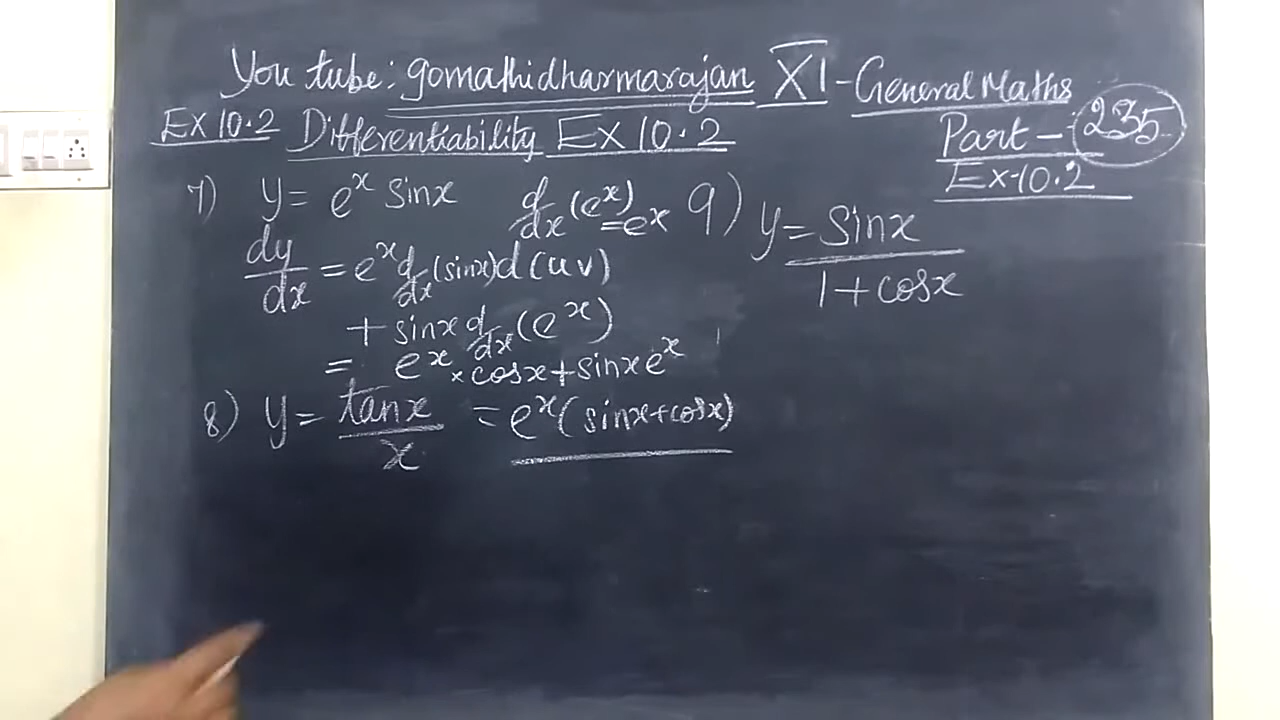 You tube: gomathidharmarajan XI - General Maths
Ex 10.2 Differentiability Ex 10.2 Part - 235
Ex-10.2
7) y = e^x sinx d/dx (e^x) = e^x
dy/dx = e^x d/dx (sinx) d(uv)
+ sinx d/dx (e^x)
= e^x × cosx + sinx e^x
= e^x (sinx + cosx)
8) y = tanx / x
9) y = sinx / 1 + cosx